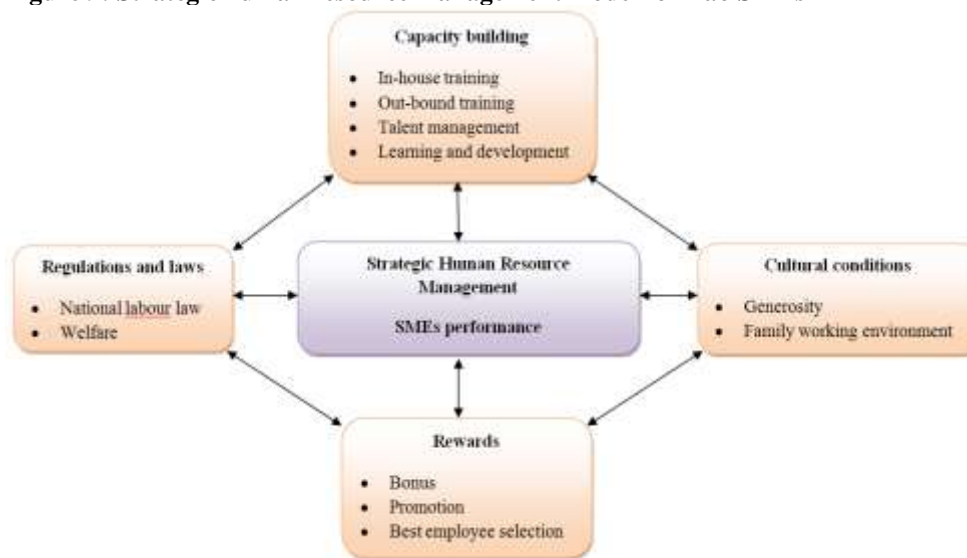 Capacity building
• In-house training
• Out-bound training
• Talent management
• Learning and development
Regulations and laws
• National labour law
• Welfare
Strategic Human Resource
Management
SMEs performance
Cultural conditions
• Generosity
• Family working environment
Rewards
• Bonus
• Promotion
• Best employee selection